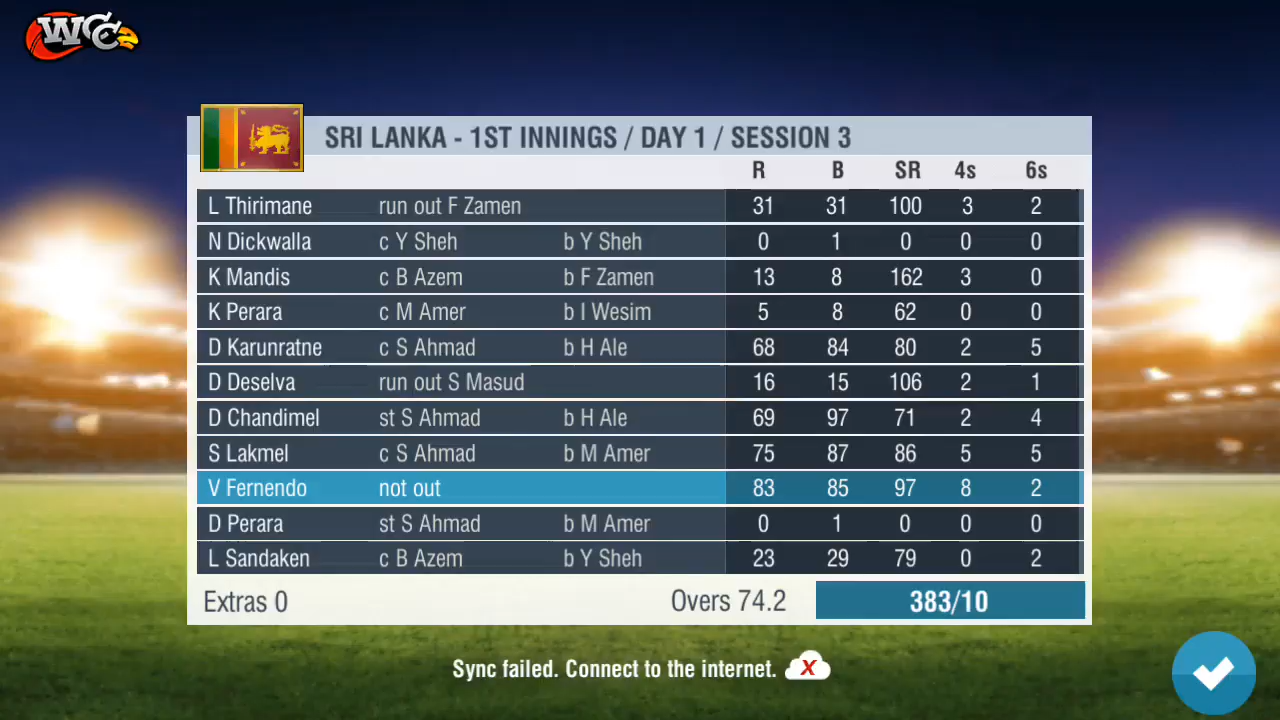 WCC
SRI LANKA - 1ST INNINGS / DAY 1 / SESSION 3
R B SR 4s 6s
L Thirimane run out F Zamen 31 31 100 3 2
N Dickwalla c Y Sheh b Y Sheh 0 1 0 0 0
K Mandis c B Azem b F Zamen 13 8 162 3 0
K Perara c M Amer b I Wesim 5 8 62 0 0
D Karunratne c S Ahmad b H Ale 68 84 80 2 5
D Deselva run out S Masud 16 15 106 2 1
D Chandimel st S Ahmad b H Ale 69 97 71 2 4
S Lakmel c S Ahmad b M Amer 75 87 86 5 5
V Fernendo not out 83 85 97 8 2
D Perara st S Ahmad b M Amer 0 1 0 0 0
L Sandaken c B Azem b Y Sheh 23 29 79 0 2
Extras 0 Overs 74.2 383/10
Sync failed. Connect to the internet. X